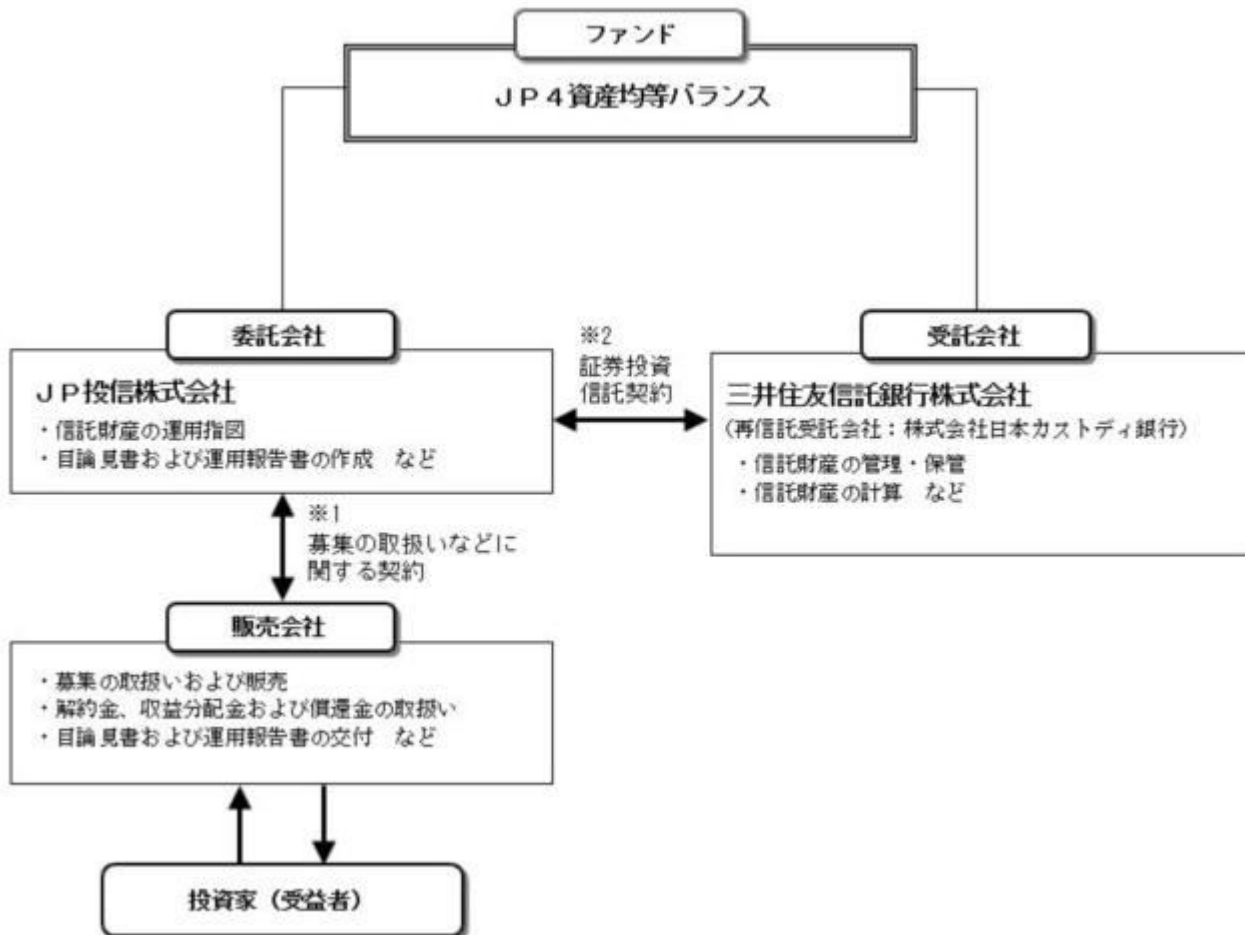 ファンド
ＪＰ４資産均等バランス
委託会社
ＪＰ投信株式会社
・信託財産の運用指図
・目論見書および運用報告書の作成　など
※2
証券投資
信託契約
受託会社
三井住友信託銀行株式会社
（再信託受託会社：株式会社日本カストディ銀行）
・信託財産の管理・保管
・信託財産の計算　など
※1
募集の取扱いなどに
関する契約
販売会社
・募集の取扱いおよび販売
・解約金、収益分配金および償還金の取扱い
・目論見書および運用報告書の交付　など
投資家（受益者）